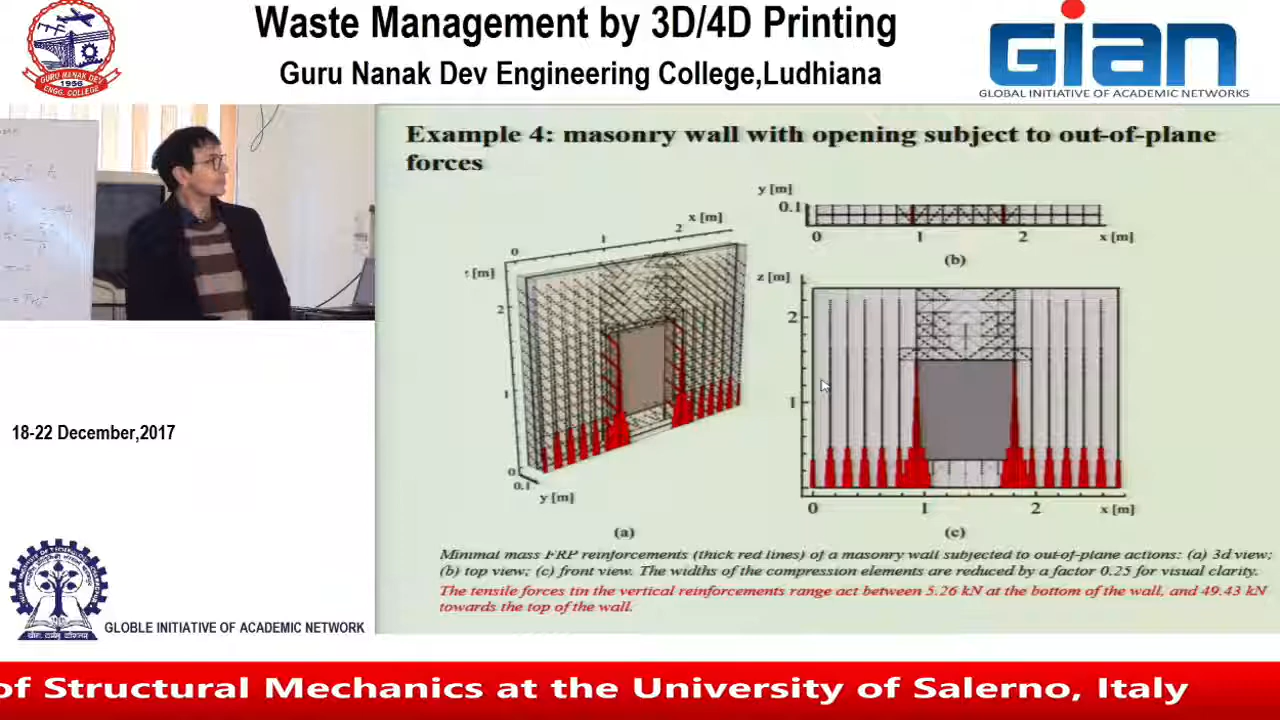 Waste Management by 3D/4D Printing
Guru Nanak Dev Engineering College,Ludhiana
GURU NANAK DEV
1956
ENGG. COLLEGE
GIAN
GLOBAL INITIATIVE OF ACADEMIC NETWORKS
Example 4: masonry wall with opening subject to out-of-plane
forces
y [m]
0.1
0 1 2 x [m]
(b)
x [m]
0 1 2
2
1
0
0.1
y [m]
(a)
z [m]
2
1
0 1 2 x [m]
(c)
Minimal mass FRP reinforcements (thick red lines) of a masonry wall subjected to out-of-plane actions: (a) 3d view;
(b) top view; (c) front view. The widths of the compression elements are reduced by a factor 0.25 for visual clarity.
The tensile forces tin the vertical reinforcements range act between 5.26 kN at the bottom of the wall, and 49.43 kN
towards the top of the wall.
18-22 December,2017
GLOBLE INITIATIVE OF ACADEMIC NETWORK
of Structural Mechanics at the University of Salerno, Italy